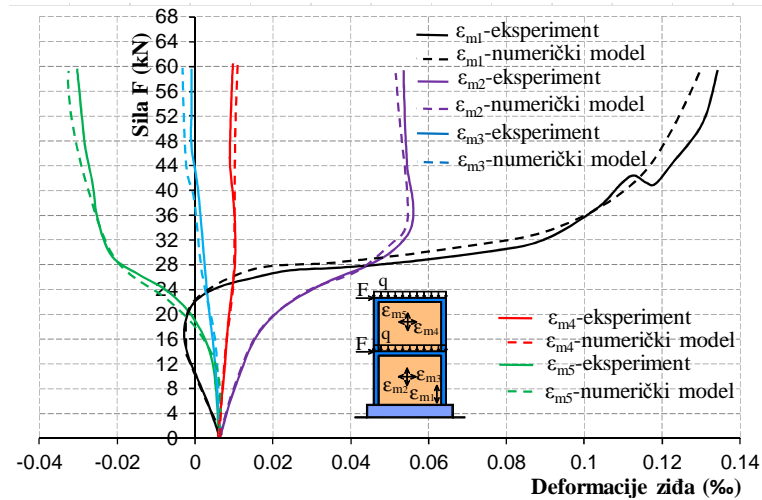 Sila F (kN)
68
64
60
56
52
48
44
40
36
32
28
24
20
16
12
8
4
0
-0.04
-0.02
0
0.02
0.04
0.06
0.08
0.1
0.12
0.14
Deformacije ziđa (‰)
εm1-eksperiment
εm1-numerički model
εm2-eksperiment
εm2-numerički model
εm3-eksperiment
εm3-numerički model
εm4-eksperiment
εm4-numerički model
εm5-eksperiment
εm5-numerički model
q
F
εm5
εm4
q
F
εm3
εm2
εm1